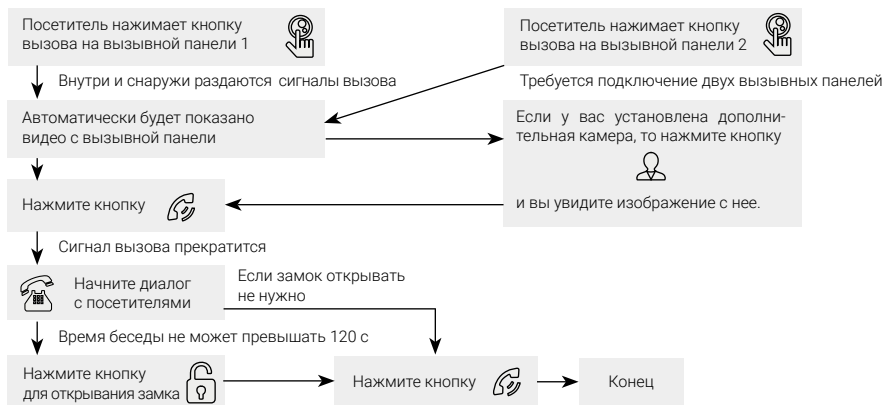 Посетитель нажимает кнопку
вызова на вызывной панели 1
Посетитель нажимает кнопку
вызова на вызывной панели 2
Внутри и снаружи раздаются сигналы вызова
Требуется подключение двух вызывных панелей
Автоматически будет показано
видео с вызывной панели
Если у вас установлена дополни-
тельная камера, то нажмите кнопку
и вы увидите изображение с нее.
Нажмите кнопку
Сигнал вызова прекратится
Начните диалог
с посетителями
Если замок открывать
не нужно
Время беседы не может превышать 120 с
Нажмите кнопку
для открывания замка
Нажмите кнопку
Конец